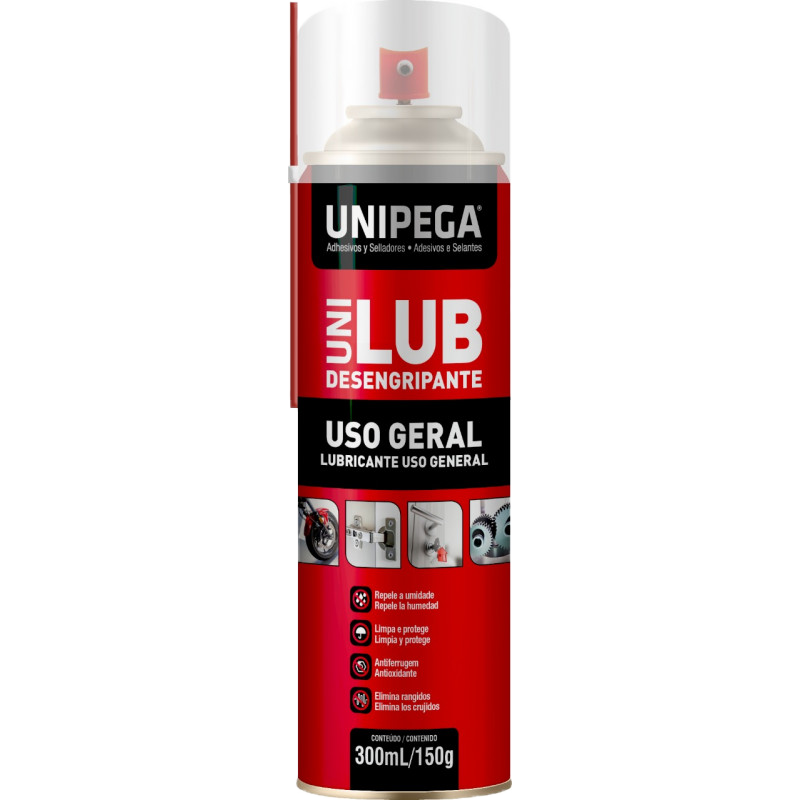 UNIPEGA®
Adhesivos y Selladores • Adesivos e Selantes
UNI
LUB
DESENGRIPANTE
USO GERAL
LUBRICANTE USO GENERAL
Repele a umidade
Repele la humedad
Limpa e protege
Limpia y protege
Antiferrugem
Antioxidante
Elimina rangidos
Elimina los crujidos
CONTEÚDO / CONTENIDO
300mL/150g